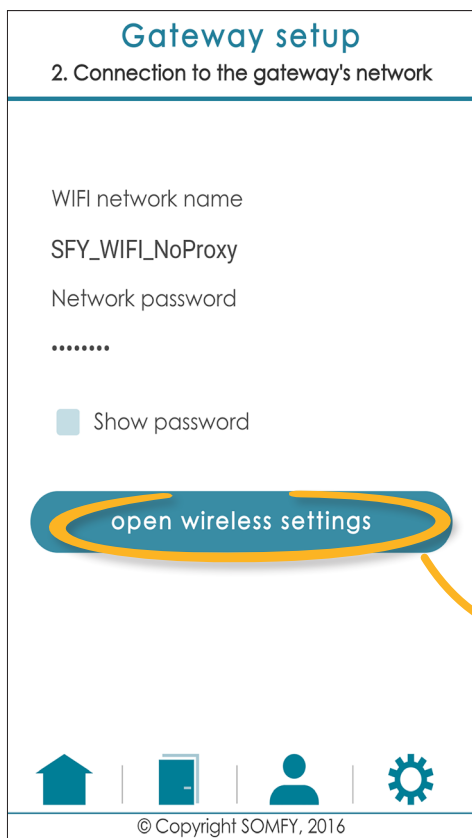 Gateway setup
2. Connection to the gateway's network
WIFI network name
SFY_WIFI_NoProxy
Network password
••••••••
Show password
open wireless settings
© Copyright SOMFY, 2016